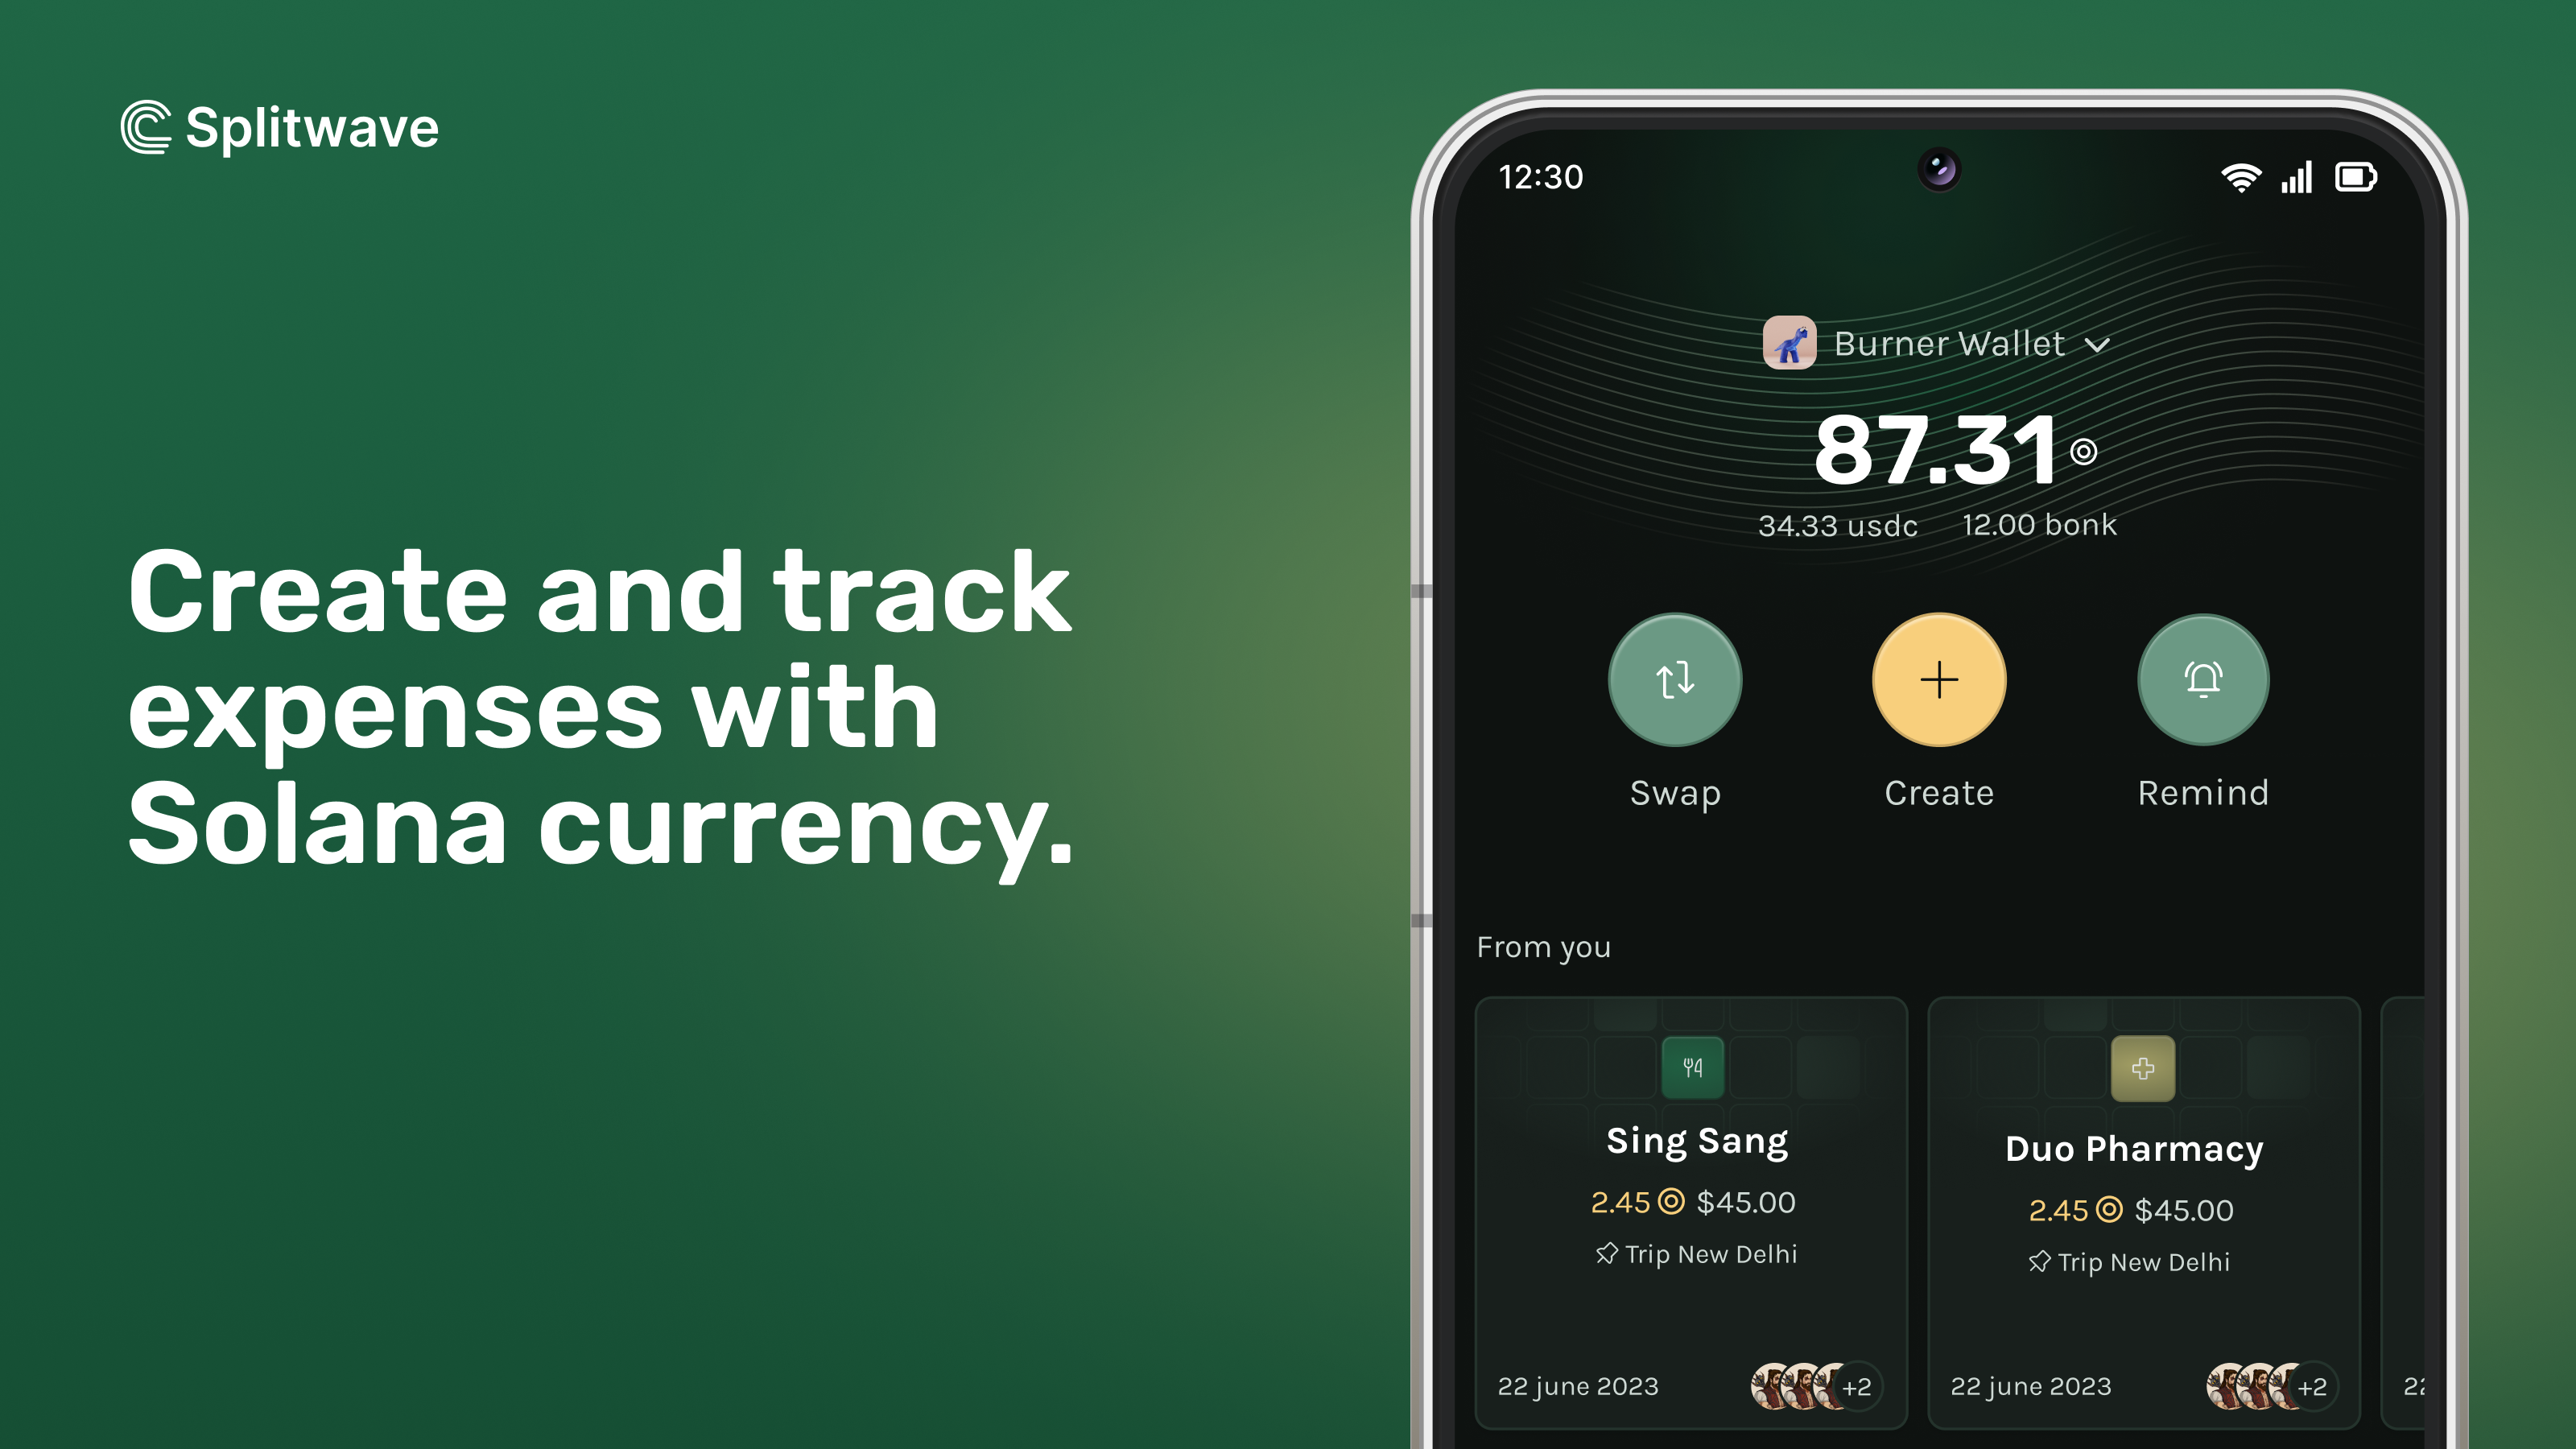 Splitwave
Create and track
expenses with
Solana currency.
12:30
Burner Wallet
87.31
34.33 usdc 12.00 bonk
Swap Create Remind
From you
Sing Sang
2.45 $45.00
Trip New Delhi
22 june 2023 +2
Duo Pharmacy
2.45 $45.00
Trip New Delhi
22 june 2023 +2